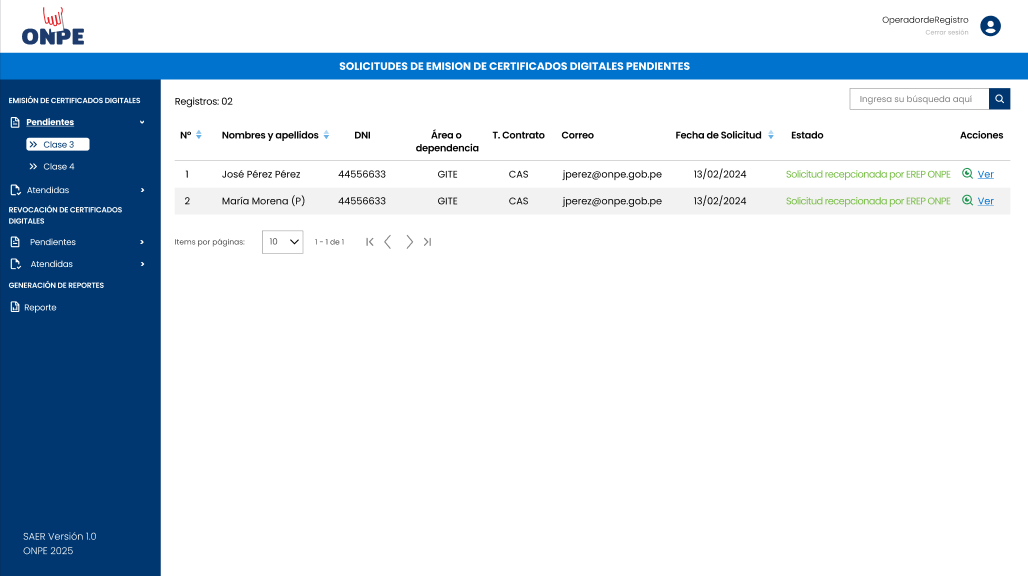 ONPE
OperadordeRegistro
Cerrar sesión
SOLICITUDES DE EMISION DE CERTIFICADOS DIGITALES PENDIENTES
EMISIÓN DE CERTIFICADOS DIGITALES
Pendientes
Clase 3
Clase 4
Atendidas
REVOCACIÓN DE CERTIFICADOS
DIGITALES
Pendientes
Atendidas
GENERACIÓN DE REPORTES
Reporte
SAER Versión 1.0
ONPE 2025
Registros: 02
Ingresa su búsqueda aquí
N° Nombres y apellidos DNI Área o dependencia T. Contrato Correo Fecha de Solicitud Estado Acciones
1 José Pérez Pérez 44556633 GITE CAS jperez@onpe.gob.pe 13/02/2024 Solicitud recepcionada por EREP ONPE Ver
2 Maria Morena (P) 44556633 GITE CAS jperez@onpe.gob.pe 13/02/2024 Solicitud recepcionada por EREP ONPE Ver
Items por páginas: 10 1 - 1 de 1